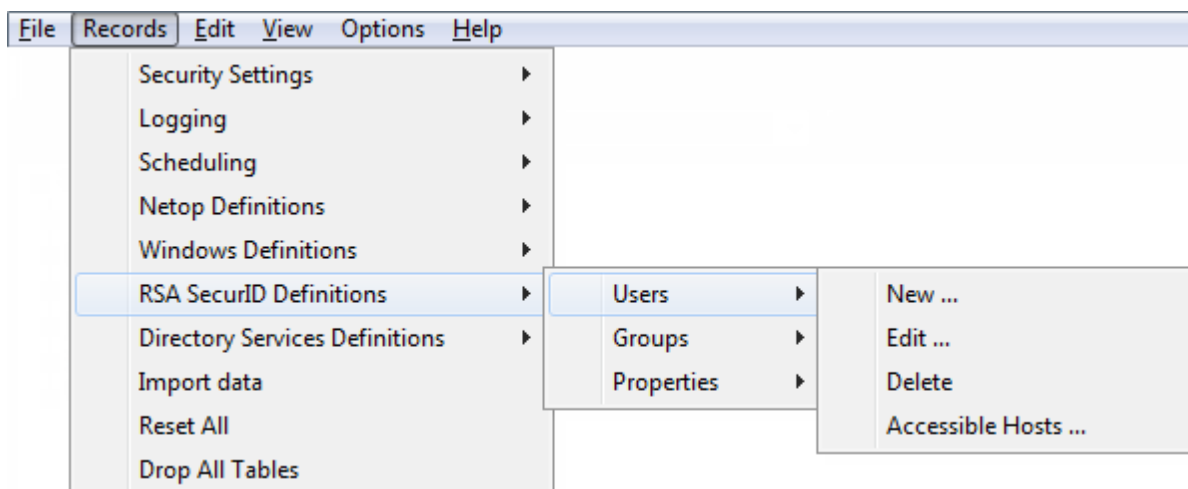 File Records Edit View Options Help
Security Settings
Logging
Scheduling
Netop Definitions
Windows Definitions
RSA SecurID Definitions
Directory Services Definitions
Import data
Reset All
Drop All Tables
Users
Groups
Properties
New ...
Edit ...
Delete
Accessible Hosts ...